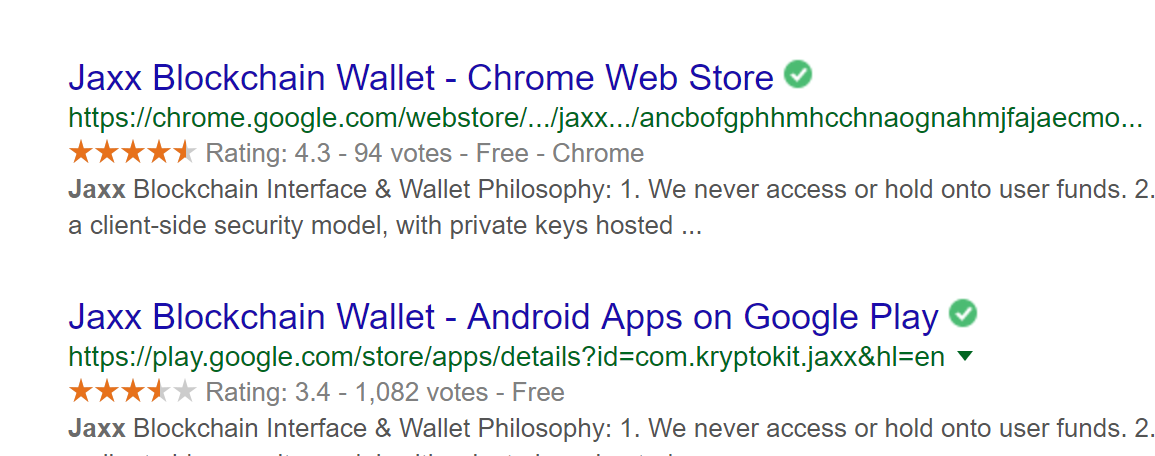 Jaxx Blockchain Wallet - Chrome Web Store
https://chrome.google.com/webstore/.../jaxx.../ancbofgphhmhcchnaognahmjfajaecmo...
Rating: 4.3 - 94 votes - Free - Chrome
Jaxx Blockchain Interface & Wallet Philosophy: 1. We never access or hold onto user funds. 2.
a client-side security model, with private keys hosted ...
Jaxx Blockchain Wallet - Android Apps on Google Play
https://play.google.com/store/apps/details?id=com.kryptokit.jaxx&hl=en
Rating: 3.4 - 1,082 votes - Free
Jaxx Blockchain Interface & Wallet Philosophy: 1. We never access or hold onto user funds. 2.